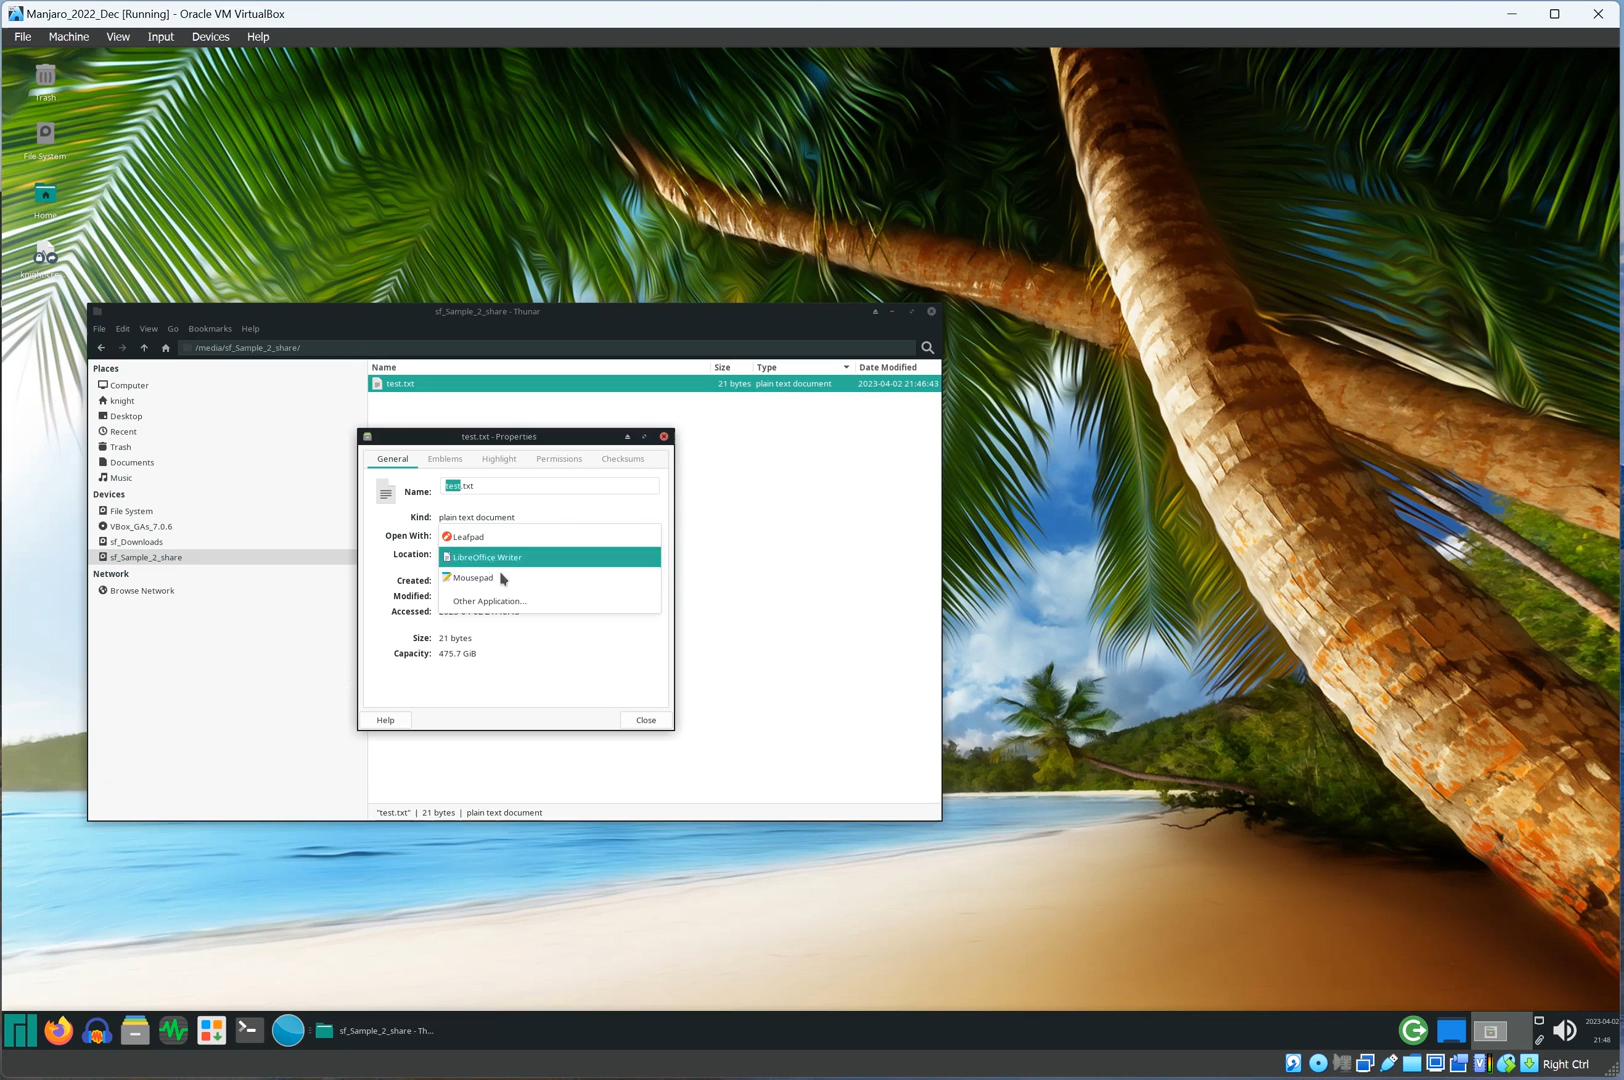 Manjaro_2022_Dec [Running] - Oracle VM VirtualBox
File Machine View Input Devices Help
Trash
File System
Home
sf_Sample_2_share - Thunar
File Edit View Go Bookmarks Help
/media/sf_Sample_2_share/
Places
Computer
knight
Desktop
Recent
Trash
Documents
Music
Devices
File System
VBox_GAs_7.0.6
sf_Downloads
sf_Sample_2_share
Network
Browse Network
Name Size Type Date Modified
test.txt 21 bytes plain text document 2023-04-02 21:46:43
test.txt - Properties
General Emblems Highlight Permissions Checksums
Name: test.txt
Kind: plain text document
Open With: Leafpad
Location: LibreOffice Writer
Mousepad
Created:
Modified:
Other Application...
Accessed:
Size: 21 bytes
Capacity: 475.7 GiB
Help Close
"test.txt" | 21 bytes | plain text document
sf_Sample_2_share - Th...
2023-04-02
21:48
Right Ctrl